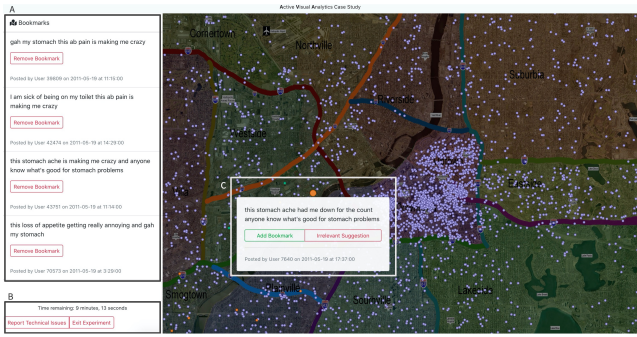 Active Visual Analytics Case Study
A
Bookmarks
gah my stomach this ab pain is making me crazy
Remove Bookmark
Posted by User 39609 on 2011-05-19 at 11:15:00
I am sick of being on my toilet this ab pain is
making me crazy
Remove Bookmark
Posted by User 42474 on 2011-05-19 at 14:29:00
this stomach ache is making me crazy and anyone
know what's good for stomach problems
Remove Bookmark
Posted by User 43751 on 2011-05-19 at 11:14:00
this loss of appetite getting really annoying and gah
my stomach
Remove Bookmark
Posted by User 70573 on 2011-05-19 at 3:29:00
B
Time remaining: 9 minutes, 13 seconds
Report Technical Issues
Exit Experiment
Cornertown
Northville
Suburbia
Riverside
Westside
C
this stomach ache had me down for the count
anyone know what's good for stomach problems
Add Bookmark
Irrelevant Suggestion
Posted by User 7640 on 2011-05-19 at 17:37:00
Smogtown
Plainville
Southville
Lakeside